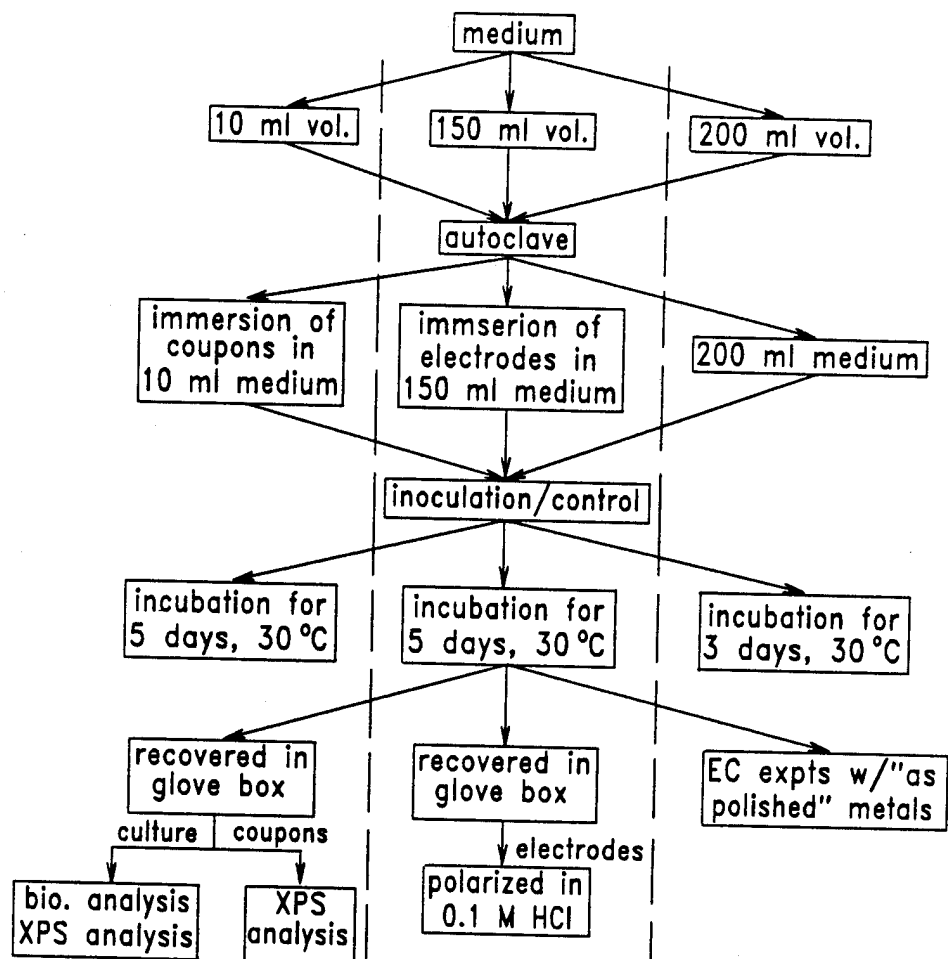 medium
10 ml vol.
150 ml vol.
200 ml vol.
autoclave
immersion of
coupons in
10 ml medium
immserion of
electrodes in
150 ml medium
200 ml medium
inoculation/control
incubation for
5 days, 30 °C
incubation for
5 days, 30 °C
incubation for
3 days, 30 °C
recovered in
glove box
recovered in
glove box
EC expts w/"as
polished" metals
culture
coupons
electrodes
bio. analysis
XPS analysis
XPS
analysis
polarized in
0.1 M HCl